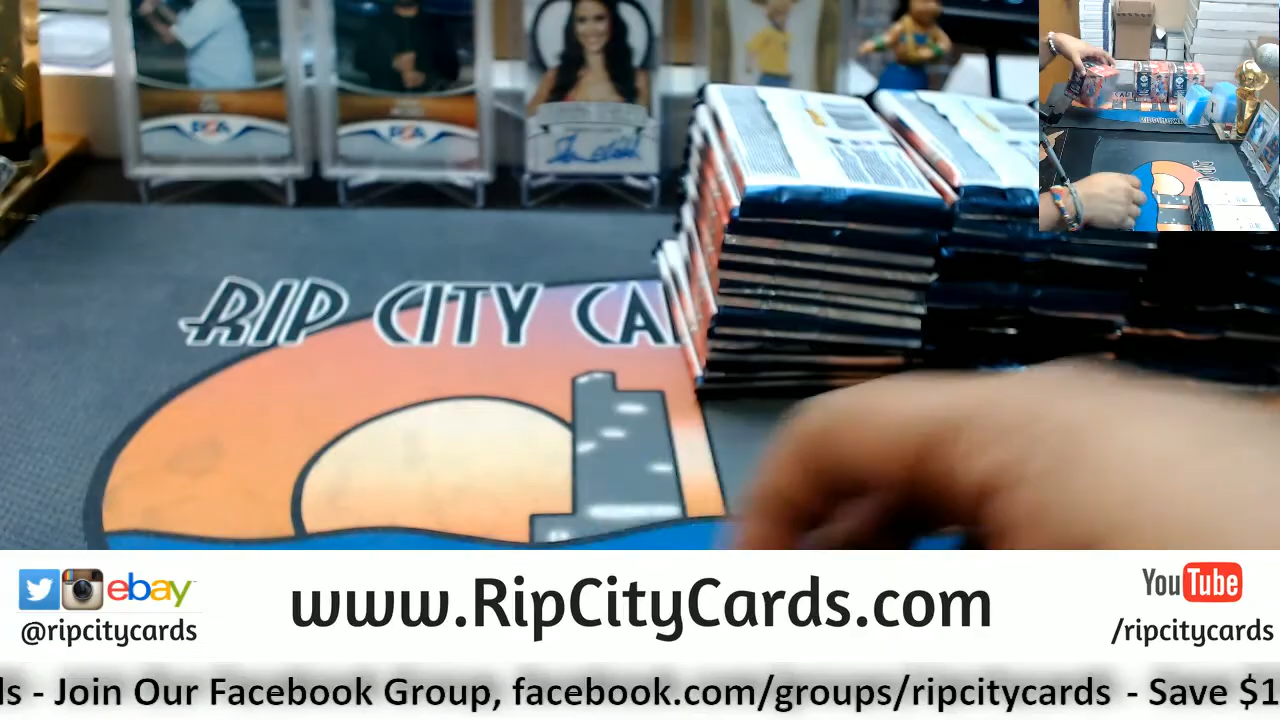 RIP CITY CA
ebay
@ripcitycards
www.RipCityCards.com
YouTube
/ripcitycards
ds - Join Our Facebook Group, facebook.com/groups/ripcitycards - Save $1